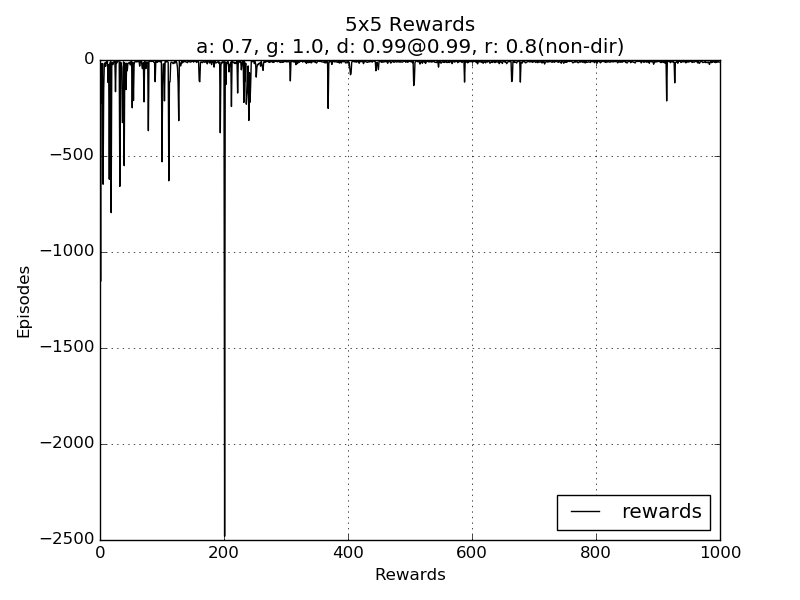 5x5 Rewards
a: 0.7, g: 1.0, d: 0.99@0.99, r: 0.8(non-dir)
0
−500
−1000
−1500
−2000
−2500
Episodes
rewards
0 200 400 600 800 1000
Rewards